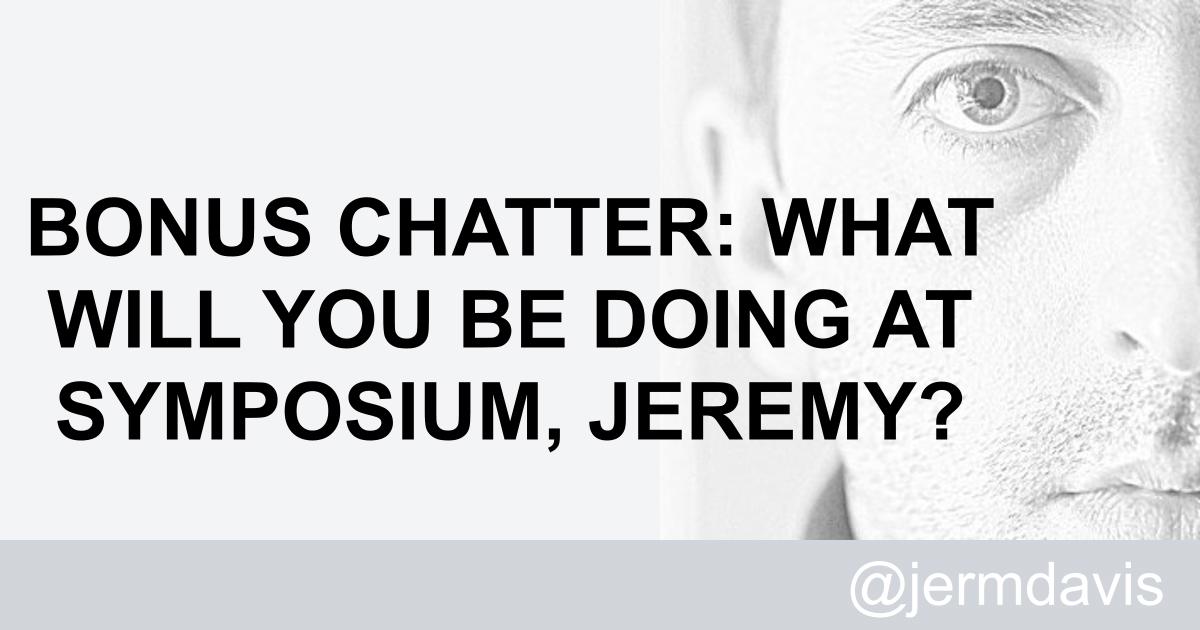 BONUS CHATTER: WHAT
WILL YOU BE DOING AT
SYMPOSIUM, JEREMY?
@jermdavis